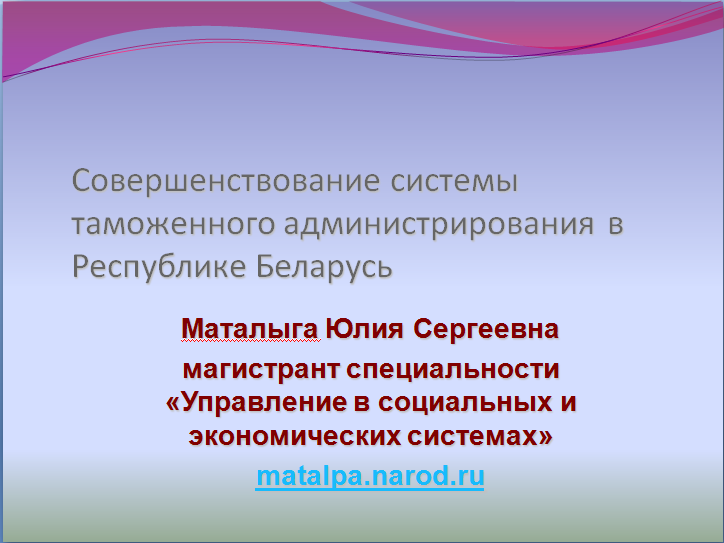 Совершенствование системы
таможенного администрирования в
Республике Беларусь
Маталыга Юлия Сергеевна
магистрант специальности
«Управление в социальных и
экономических системах»
matalpa.narod.ru